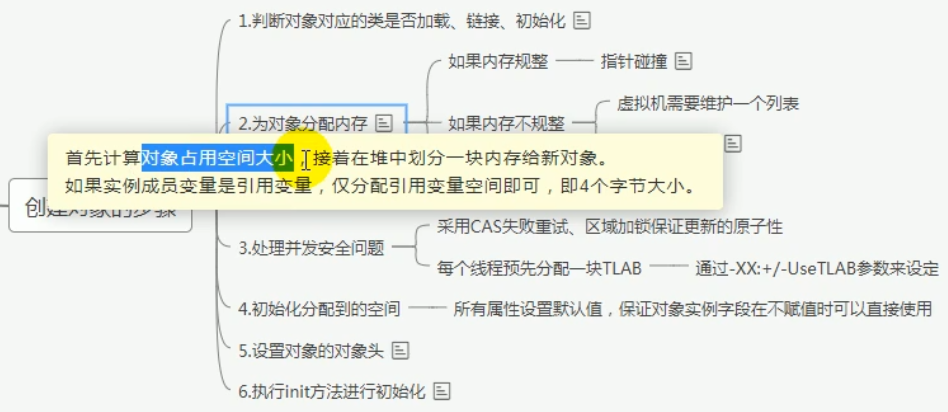 1.判断对象对应的类是否加载、链接、初始化
如果内存规整
指针碰撞
2.为对象分配内存
如果内存不规整
虚拟机需要维护一个列表
首先计算对象占用空间大小，接着在堆中划分一块内存给新对象。
如果实例成员变量是引用变量，仅分配引用变量空间即可，即4个字节大小。
创建对象的步骤
3.处理并发安全问题
采用CAS失败重试、区域加锁保证更新的原子性
每个线程预先分配一块TLAB
通过-XX:+/-UseTLAB参数来设定
4.初始化分配到的空间
所有属性设置默认值，保证对象实例字段在不赋值时可以直接使用
5.设置对象的对象头
6.执行init方法进行初始化